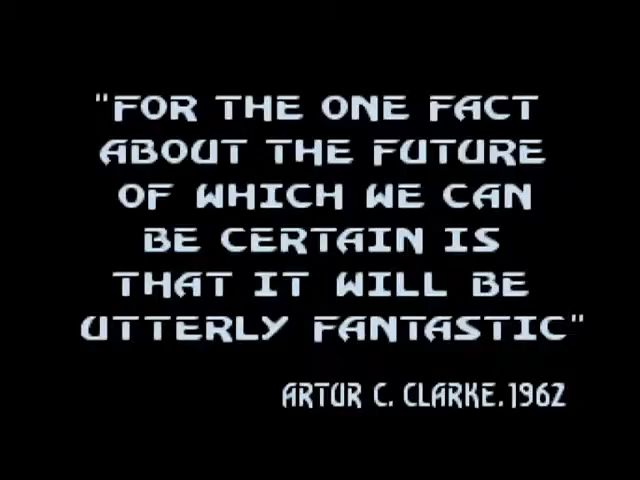 "FOR THE ONE FACT
ABOUT THE FUTURE
OF WHICH WE CAN
BE CERTAIN IS
THAT IT WILL BE
UTTERLY FANTASTIC"
ARTUR C. CLARKE.1962